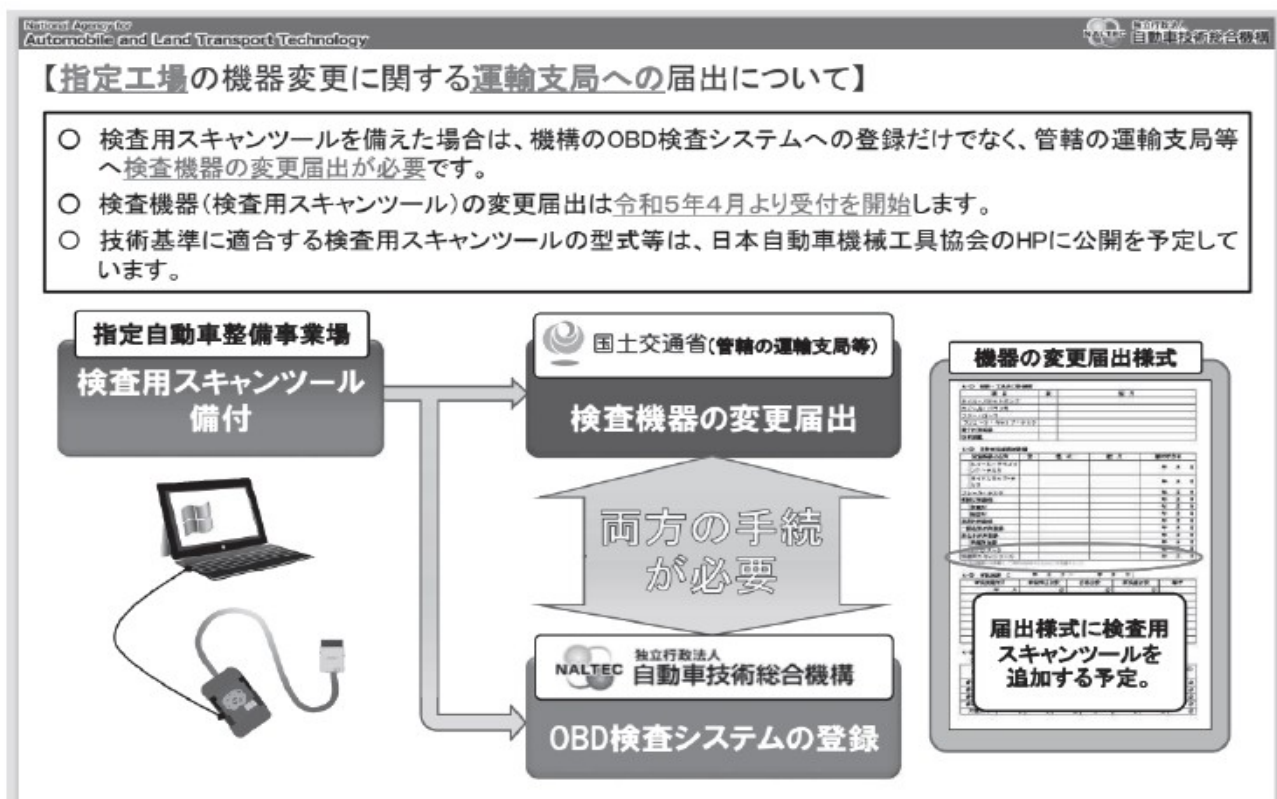 National Agency for
Automobile and Land Transport Technology
NALTEC 独立行政法人
自動車技術総合機構
【指定工場の機器変更に関する運輸支局への届出について】
○ 検査用スキャンツールを備えた場合は、機構のOBD検査システムへの登録だけでなく、管轄の運輸支局等
へ検査機器の変更届出が必要です。
○ 検査機器(検査用スキャンツール)の変更届出は令和5年4月より受付を開始します。
○ 技術基準に適合する検査用スキャンツールの型式等は、日本自動車機械工具協会のHPに公開を予定して
います。
指定自動車整備事業場
検査用スキャンツール
備付
国土交通省(管轄の運輸支局等)
検査機器の変更届出
両方の手続
が必要
NALTEC 独立行政法人
自動車技術総合機構
OBD検査システムの登録
機器の変更届出様式
届出様式に検査用
スキャンツールを
追加する予定。